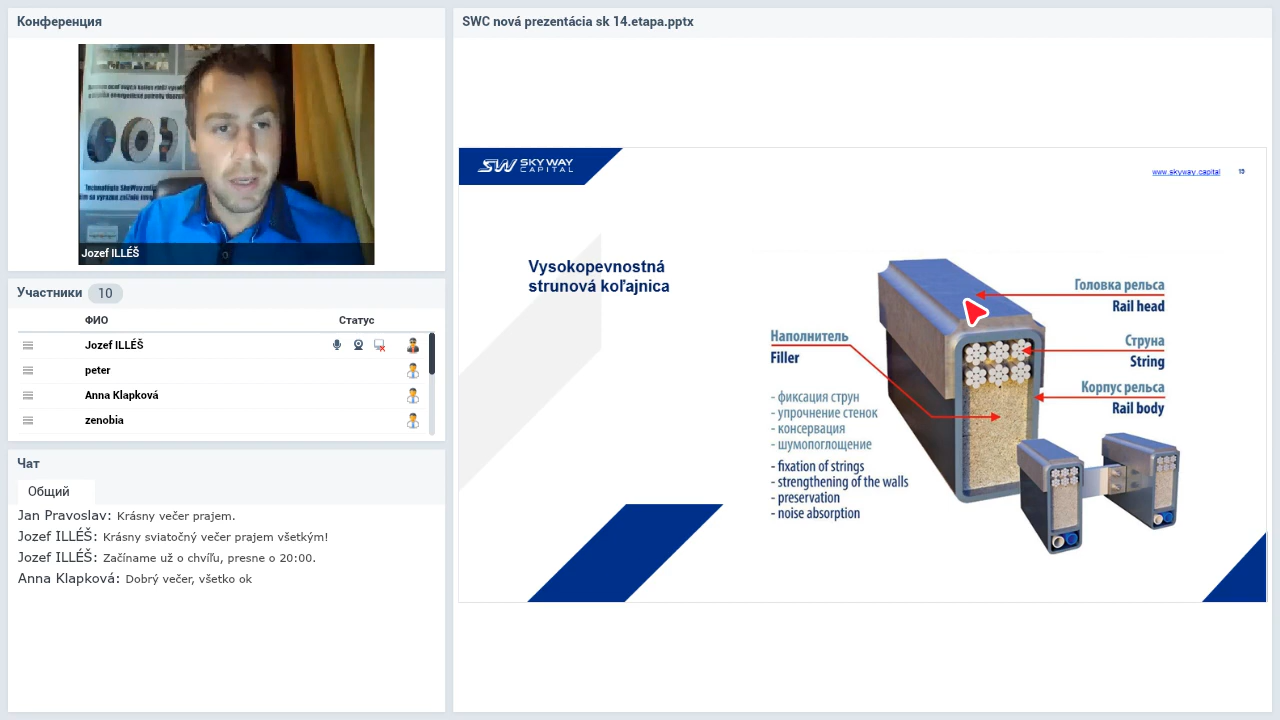 Конференция
Jozef ILLÉŠ
Участники 10
ФИО Статус
Jozef ILLÉŠ
peter
Anna Klapková
zenobia
Чат
Общий
Jan Pravoslav: Krásny večer prajem.
Jozef ILLÉŠ: Krásny sviatočný večer prajem všetkým!
Jozef ILLÉŠ: Začíname už o chvíľu, presne o 20:00.
Anna Klapková: Dobrý večer, všetko ok
SWC nová prezentácia sk 14.etapa.pptx
SW SKY WAY
CAPITAL
www.skyway.capital
Vysokopevnostná
strunová koľajnica
Головка рельса
Rail head
Наполнитель
Filler
Струна
String
Корпус рельса
Rail body
- фиксация струн
- упрочнение стенок
- консервация
- шумопоглощение
- fixation of strings
- strengthening of the walls
- preservation
- noise absorption